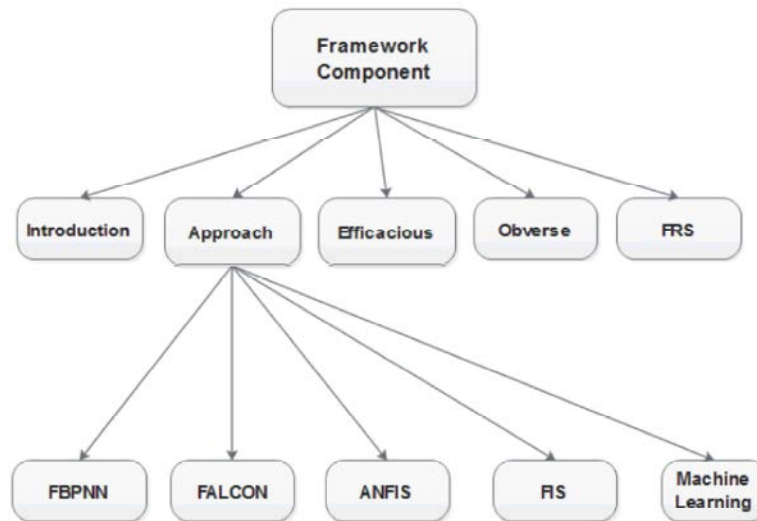 Framework
Component
Introduction
Approach
Efficacious
Obverse
FRS
FBPNN
FALCON
ANFIS
FIS
Machine
Learning